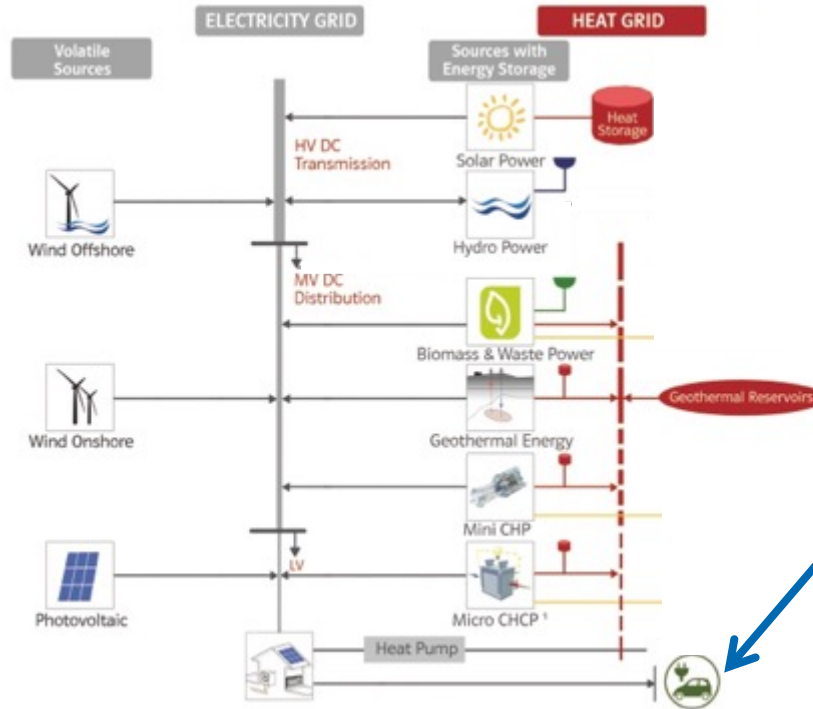 ELECTRICITY GRID
HEAT GRID
Volatile
Sources
Sources with
Energy Storage
HV DC
Transmission
Solar Power
Heat
Storage
Wind Offshore
Hydro Power
MV DC
Distribution
Biomass & Waste Power
Wind Onshore
Geothermal Energy
Geothermal Reservoirs
Mini CHP
LV
Photovoltaic
Micro CHCP ¹
Heat Pump